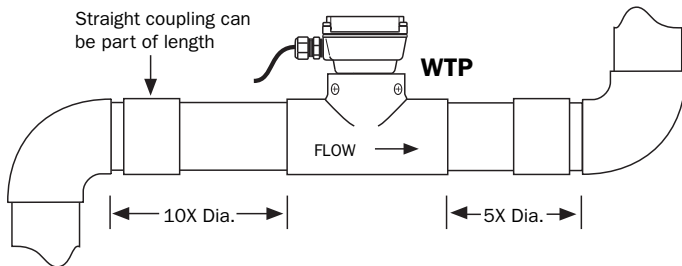 Straight coupling can
be part of length
WTP
FLOW
10X Dia.
5X Dia.